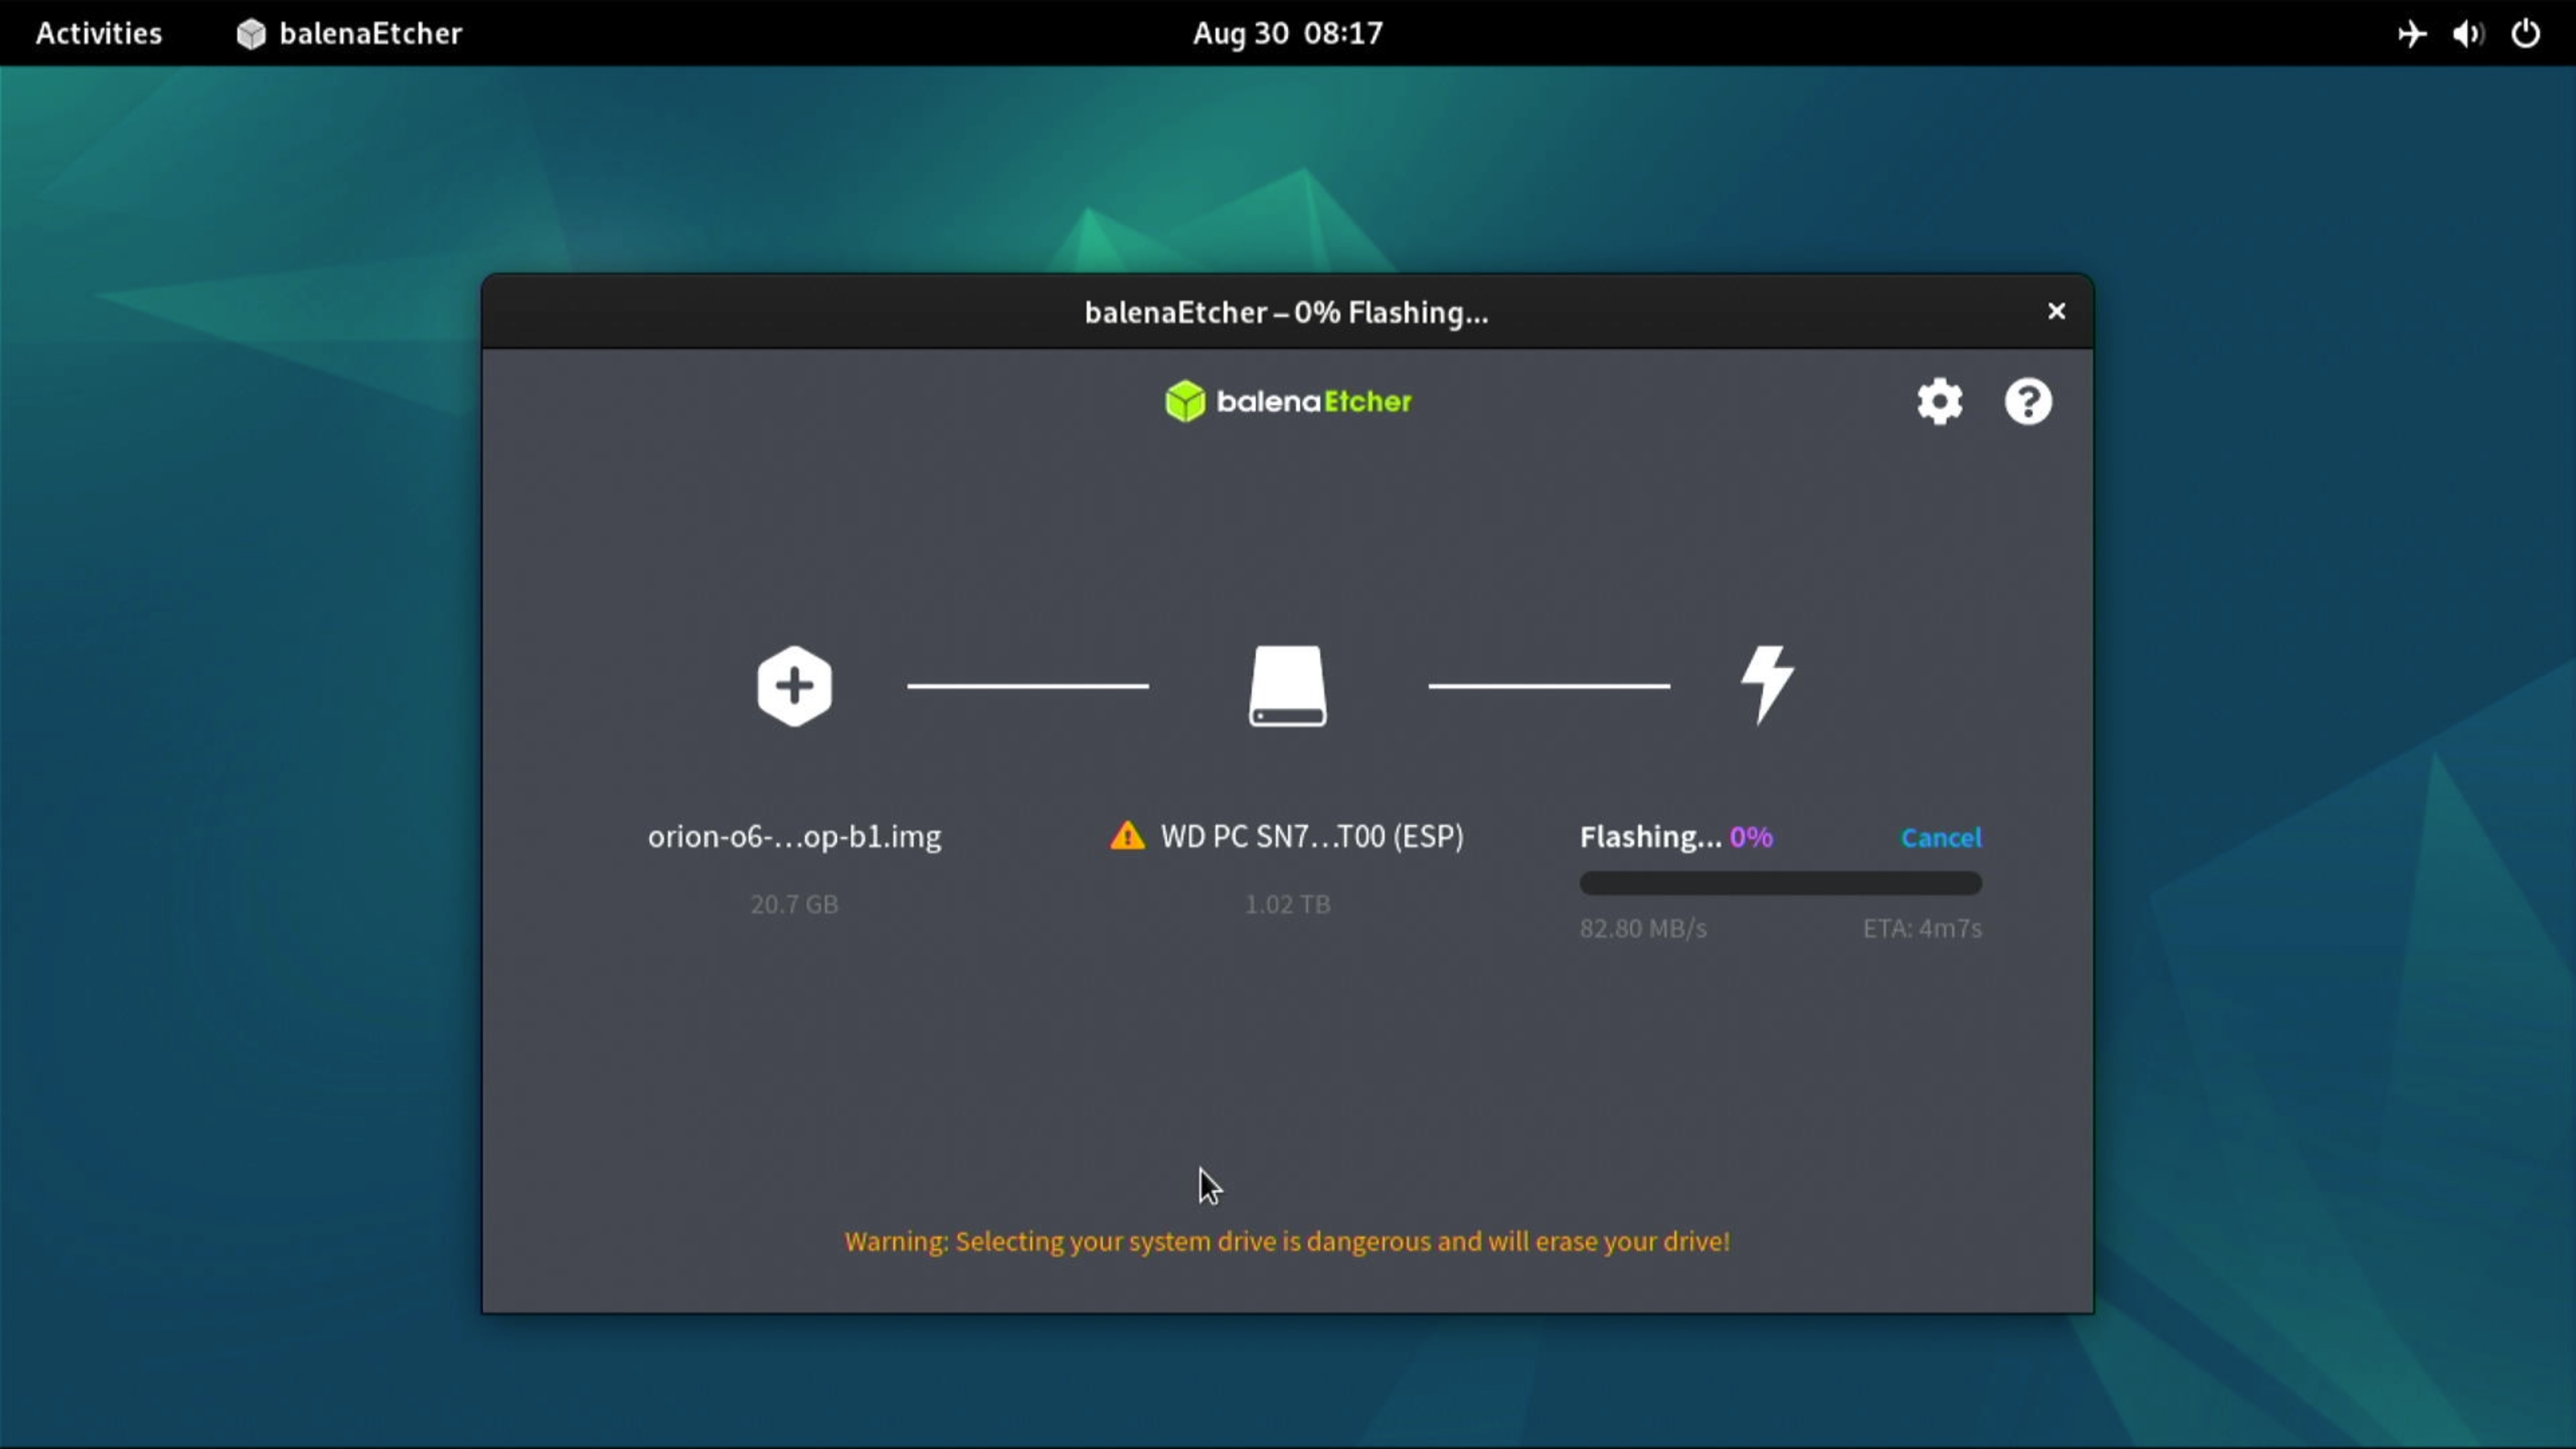 Activities balenaEtcher Aug 30 08:17
balenaEtcher – 0% Flashing...
balenaEtcher
orion-o6-...op-b1.img
20.7 GB
WD PC SN7...T00 (ESP)
1.02 TB
Flashing... 0% Cancel
82.80 MB/s ETA: 4m7s
Warning: Selecting your system drive is dangerous and will erase your drive!